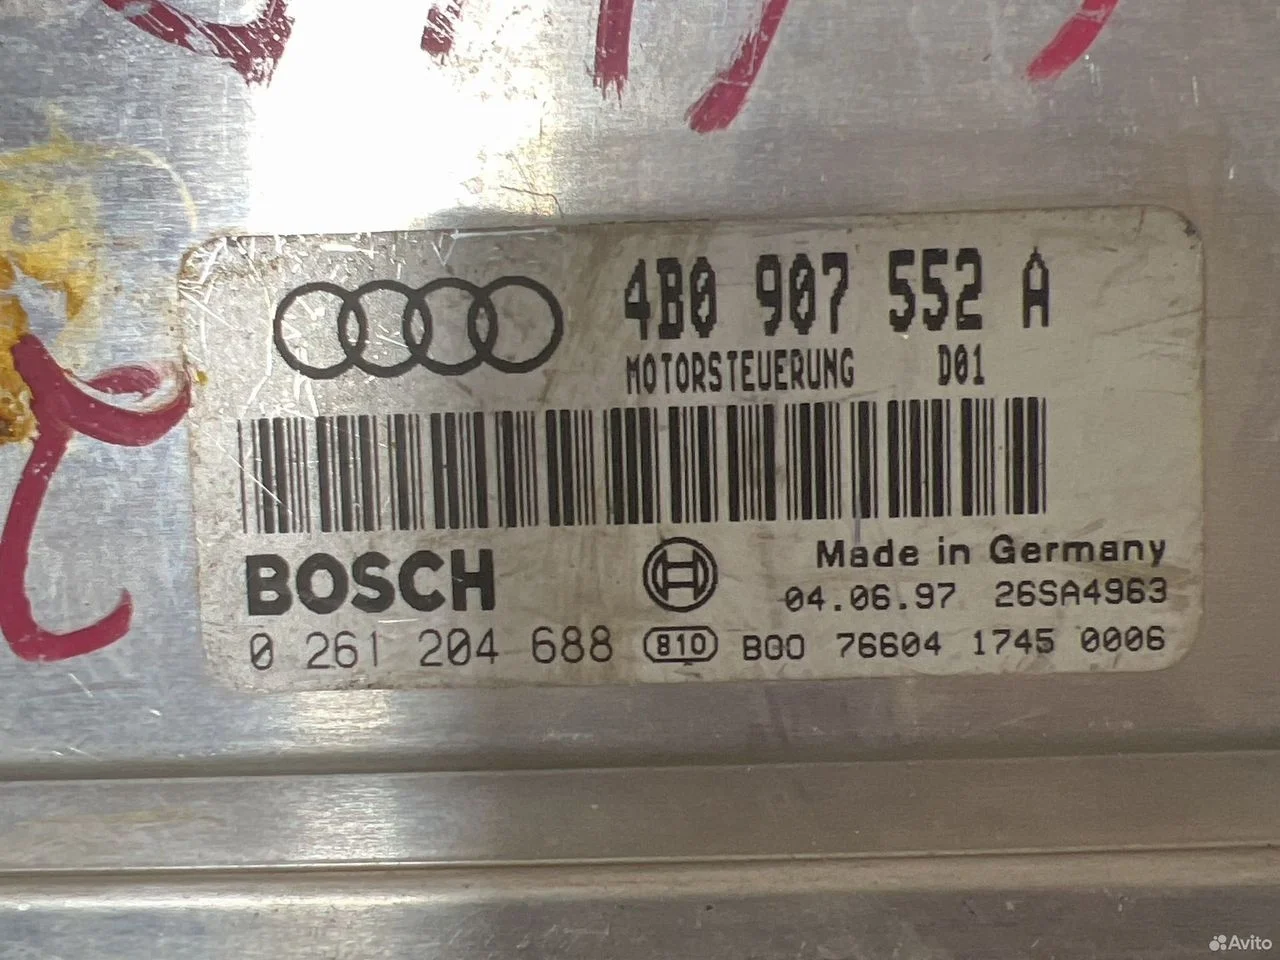 4B0 907 552 A
MOTORSTEUERUNG D01
BOSCH
Made in Germany
04.06.97 26SA4963
0 261 204 688 810 BGO 76604 1745 0006
Avito